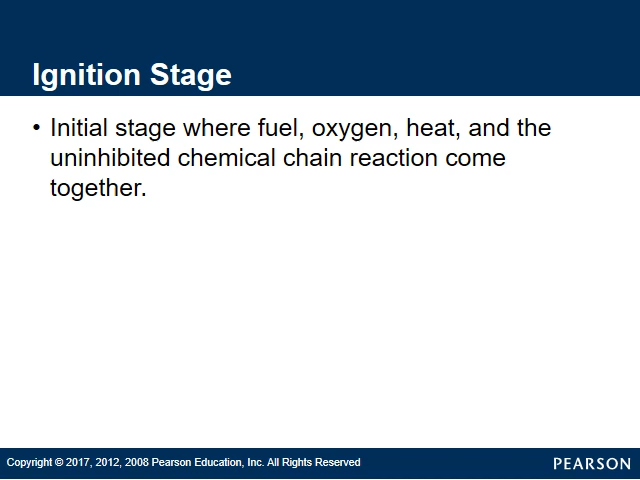 Ignition Stage
• Initial stage where fuel, oxygen, heat, and the
uninhibited chemical chain reaction come
together.
Copyright © 2017, 2012, 2008 Pearson Education, Inc. All Rights Reserved
PEARSON